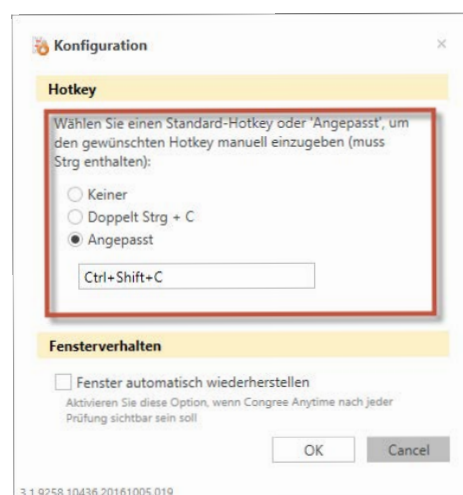 Konfiguration
Hotkey
Wählen Sie einen Standard-Hotkey oder 'Angepasst', um
den gewünschten Hotkey manuell einzugeben (muss
Strg enthalten):
Keiner
Doppelt Strg + C
Angepasst
Ctrl+Shift+C
Fensterverhalten
Fenster automatisch wiederherstellen
Aktivieren Sie diese Option, wenn Congree Anytime nach jeder
Prüfung sichtbar sein soll
OK Cancel
3.1.9258.10436.20161005.019